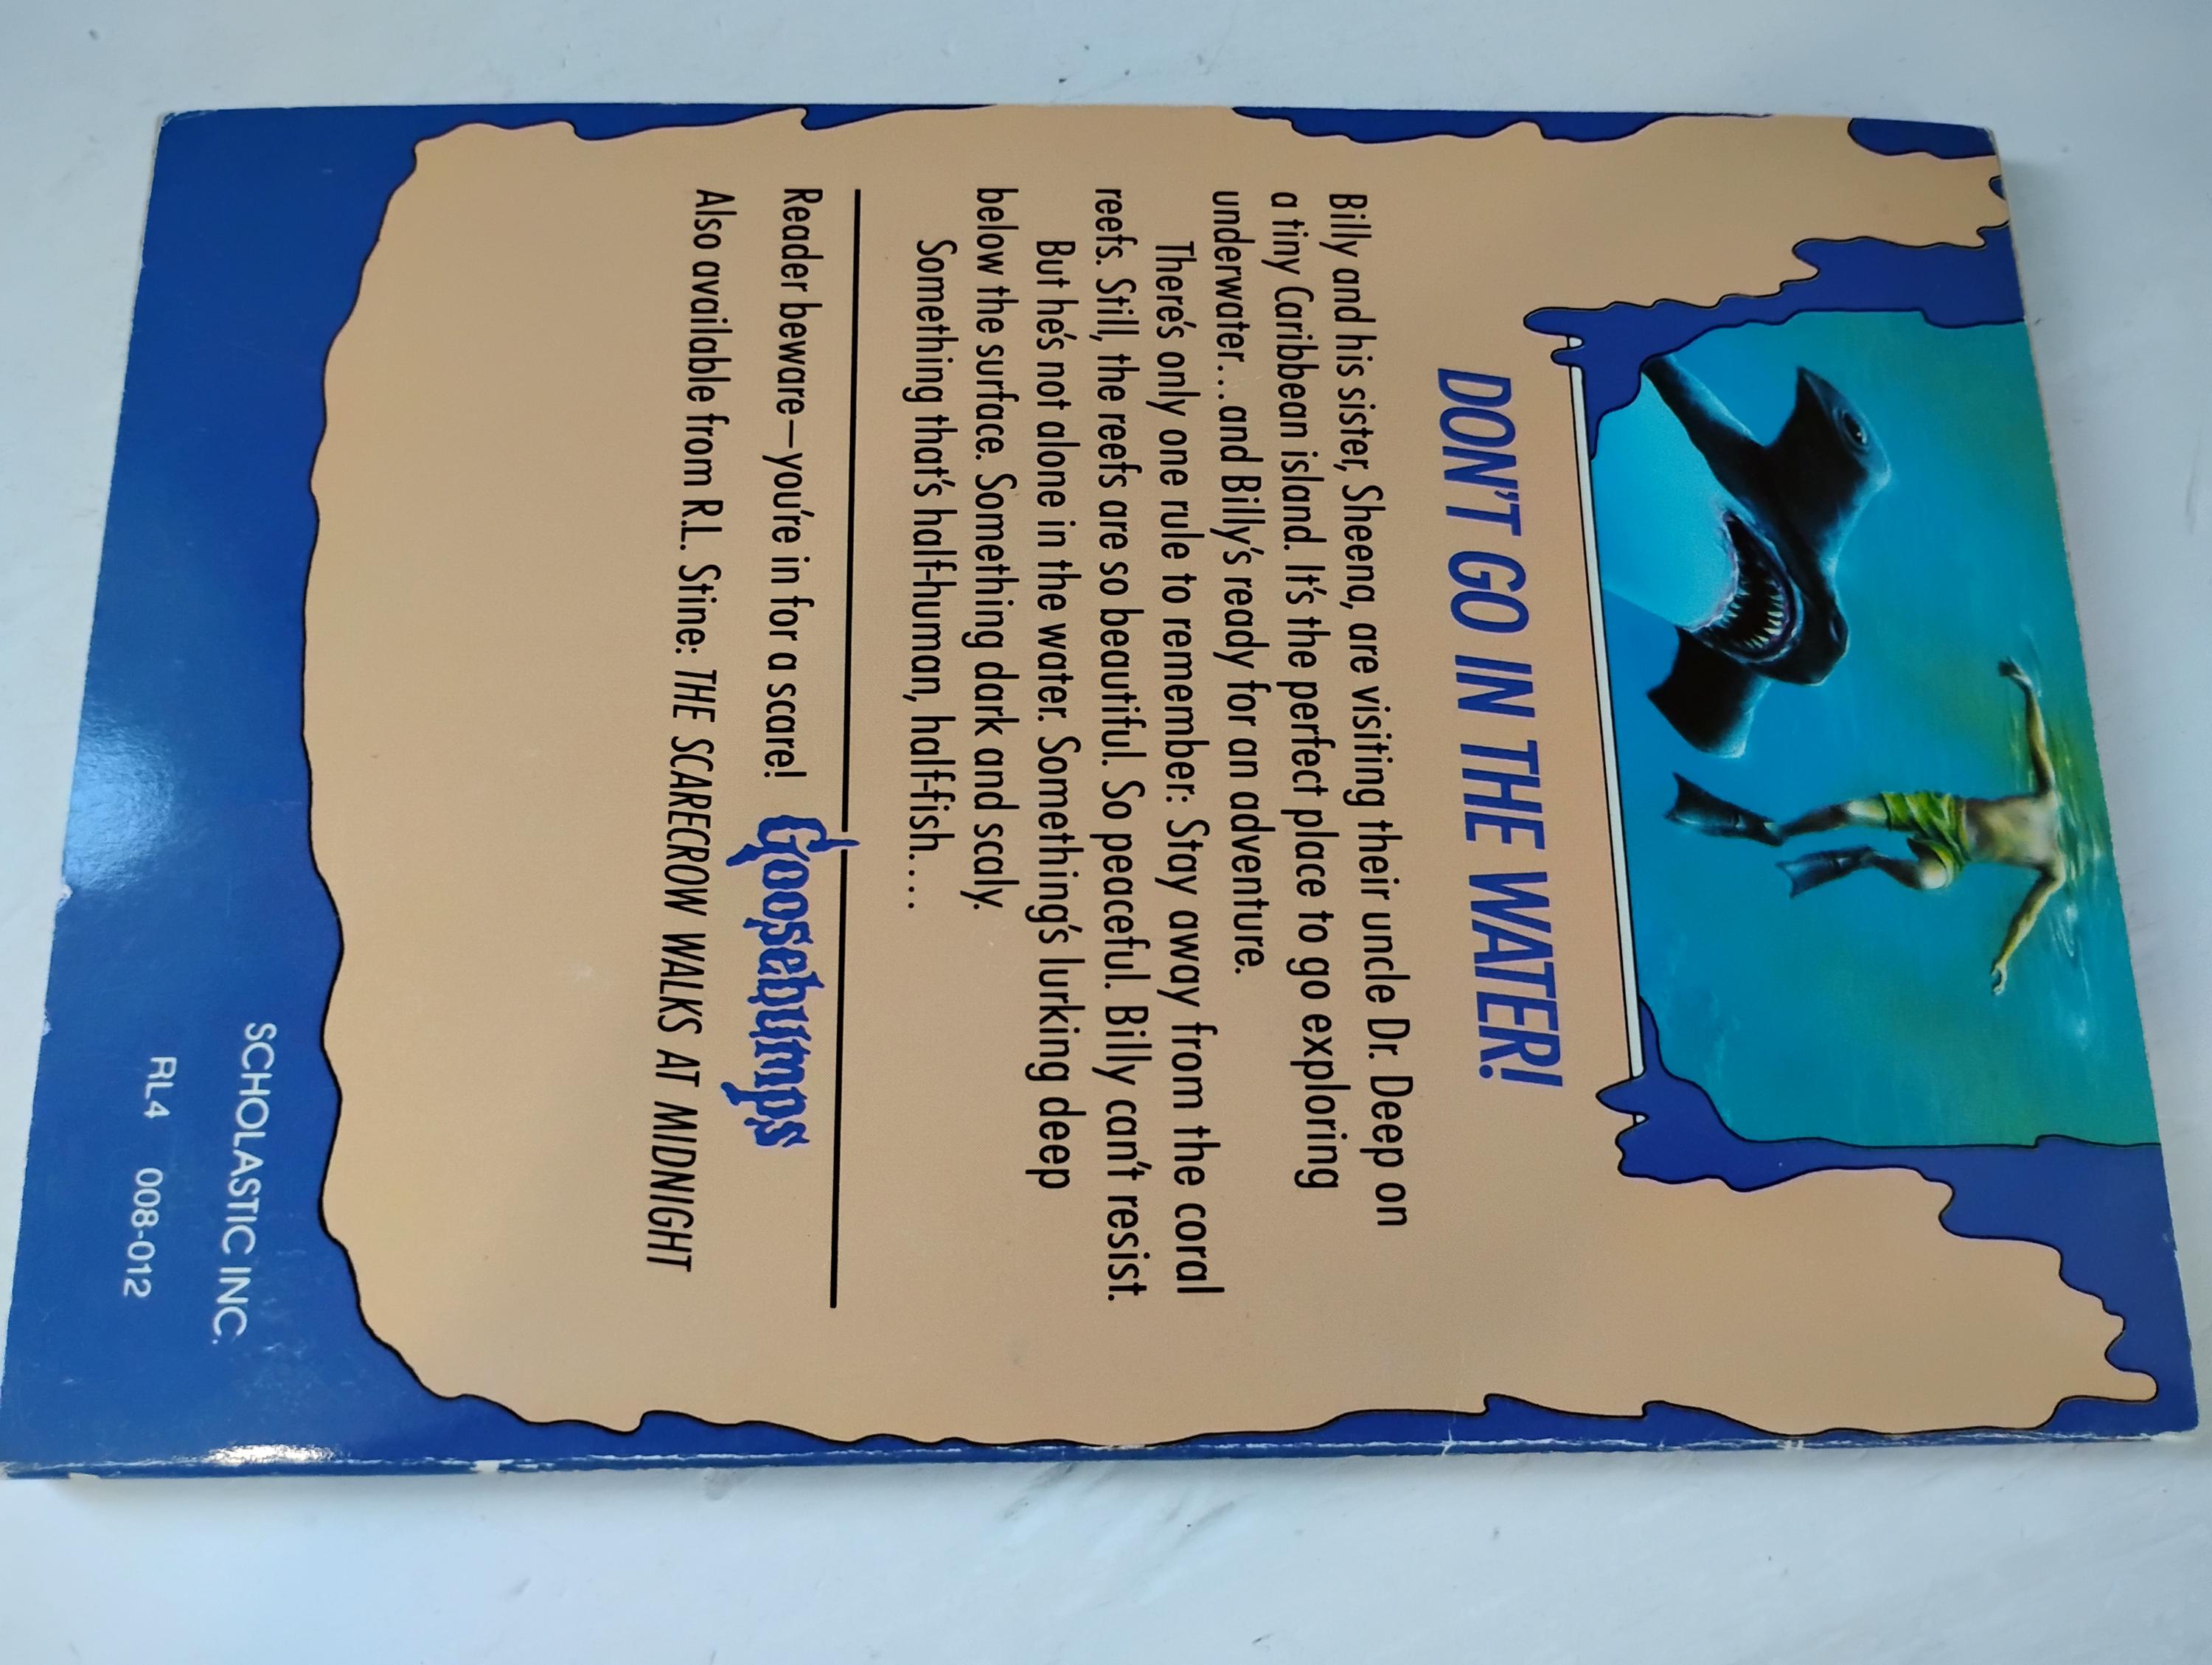 DON'T GO IN THE WATER!
Billy and his sister, Sheena, are visiting their uncle Dr. Deep on
a tiny Caribbean island. It's the perfect place to go exploring
underwater...and Billy's ready for an adventure.
There's only one rule to remember: Stay away from the coral
reefs. Still, the reefs are so beautiful. So peaceful. Billy can't resist.
But he's not alone in the water. Something's lurking deep
below the surface. Something dark and scaly.
Something that's half-human, half-fish....
Reader beware—you're in for a scare! Goosebumps
Also available from R.L. Stine: THE SCARECROW WALKS AT MIDNIGHT
SCHOLASTIC INC.
RL4 008-012